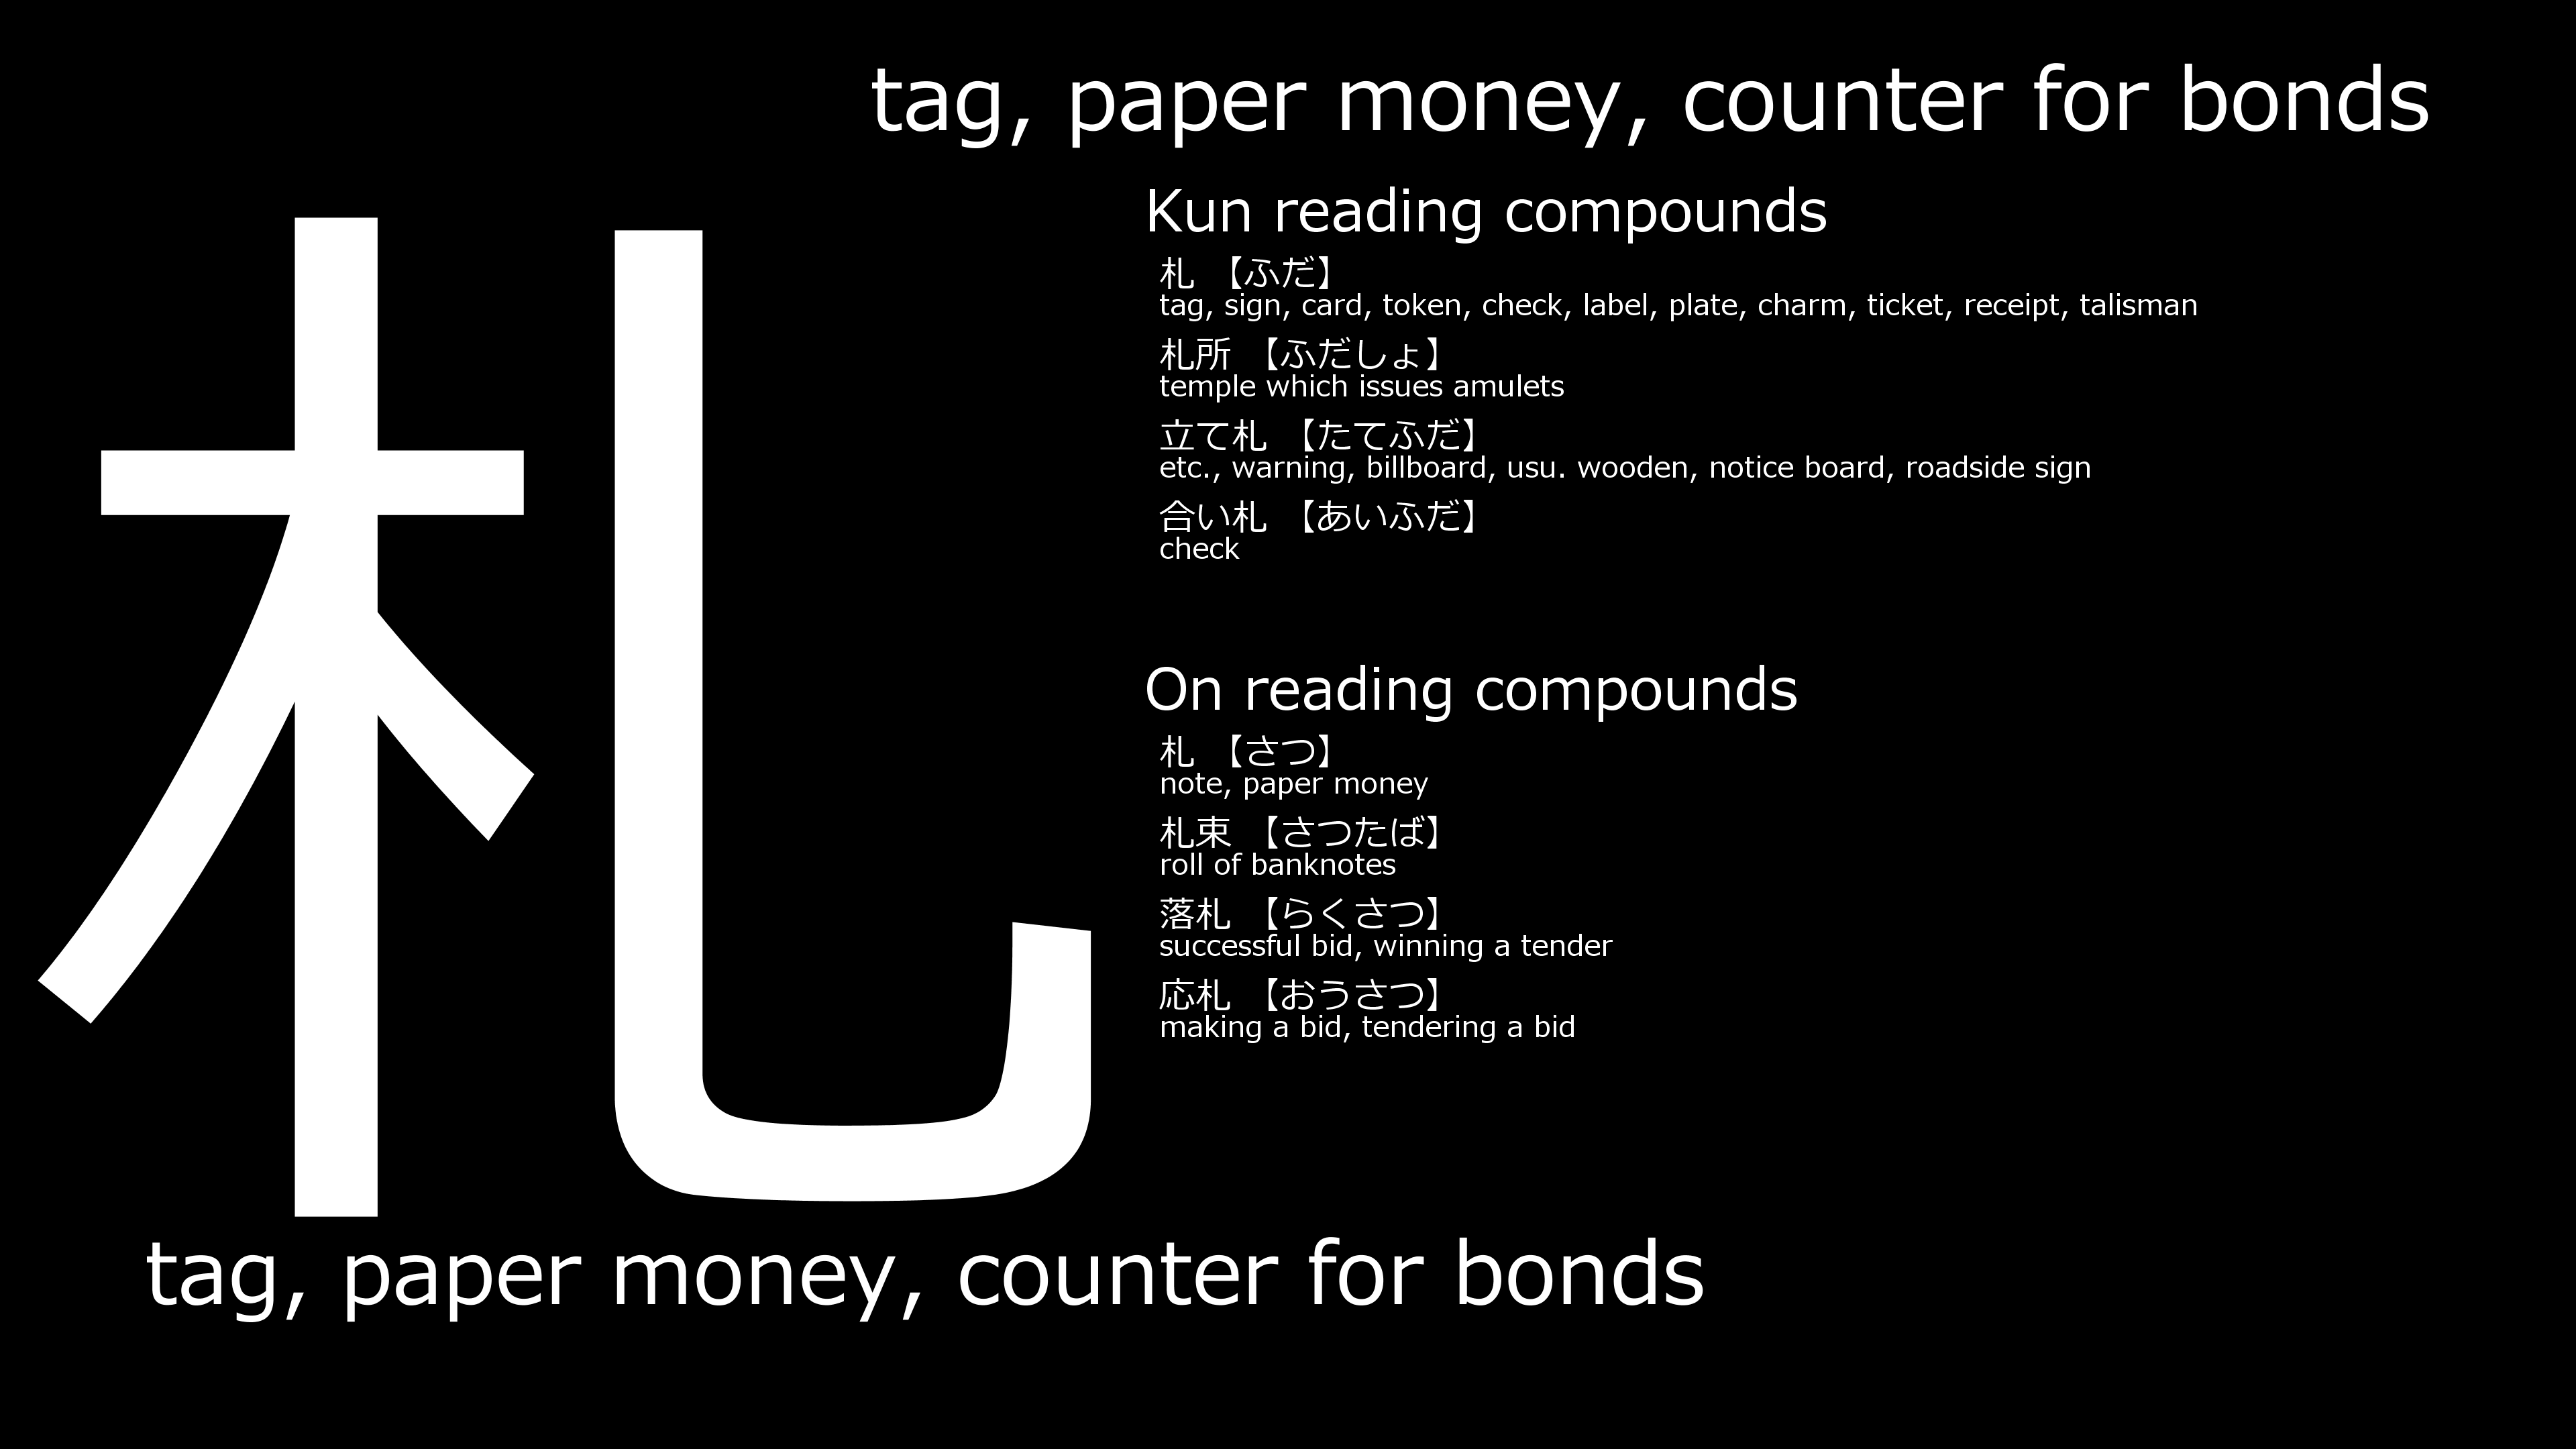 tag, paper money, counter for bonds
札
Kun reading compounds
札 【ふだ】
tag, sign, card, token, check, label, plate, charm, ticket, receipt, talisman
札所 【ふだしょ】
temple which issues amulets
立て札 【たてふだ】
etc., warning, billboard, usu. wooden, notice board, roadside sign
合い札 【あいふだ】
check
On reading compounds
札 【さつ】
note, paper money
札束 【さつたば】
roll of banknotes
落札 【らくさつ】
successful bid, winning a tender
応札 【おうさつ】
making a bid, tendering a bid
tag, paper money, counter for bonds